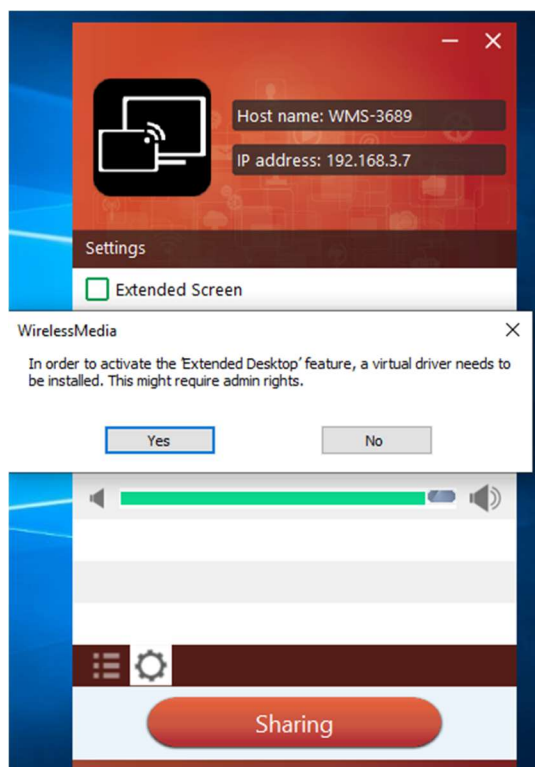 Host name: WMS-3689
IP address: 192.168.3.7
Settings
Extended Screen
WirelessMedia
In order to activate the 'Extended Desktop' feature, a virtual driver needs to
be installed. This might require admin rights.
Yes
No
Sharing